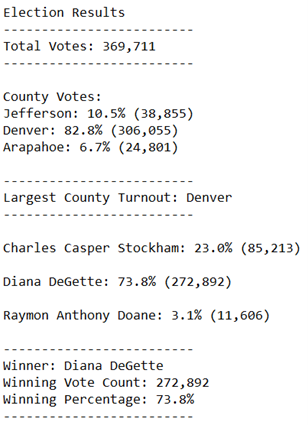 Election Results
-------------------------
Total Votes: 369,711
-------------------------
County Votes:
Jefferson: 10.5% (38,855)
Denver: 82.8% (306,055)
Arapahoe: 6.7% (24,801)
-------------------------
Largest County Turnout: Denver
-------------------------
Charles Casper Stockham: 23.0% (85,213)
Diana DeGette: 73.8% (272,892)
Raymon Anthony Doane: 3.1% (11,606)
-------------------------
Winner: Diana DeGette
Winning Vote Count: 272,892
Winning Percentage: 73.8%
-------------------------